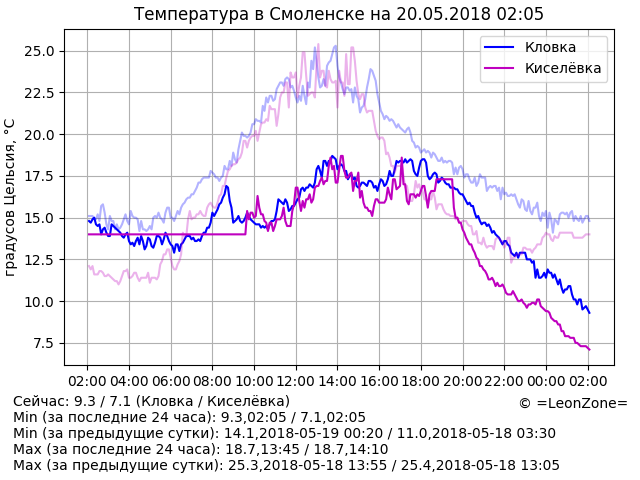 Температура в Смоленске на 20.05.2018 02:05
градусов Цельсия, °C
25.0
22.5
20.0
17.5
15.0
12.5
10.0
7.5
Кловка
Киселёвка
02:00 04:00 06:00 08:00 10:00 12:00 14:00 16:00 18:00 20:00 22:00 00:00 02:00
Сейчас: 9.3 / 7.1 (Кловка / Киселёвка)
© =LeonZone=
Min (за последние 24 часа): 9.3,02:05 / 7.1,02:05
Min (за предыдущие сутки): 14.1,2018-05-19 00:20 / 11.0,2018-05-18 03:30
Max (за последние 24 часа): 18.7,13:45 / 18.7,14:10
Max (за предыдущие сутки): 25.3,2018-05-18 13:55 / 25.4,2018-05-18 13:05